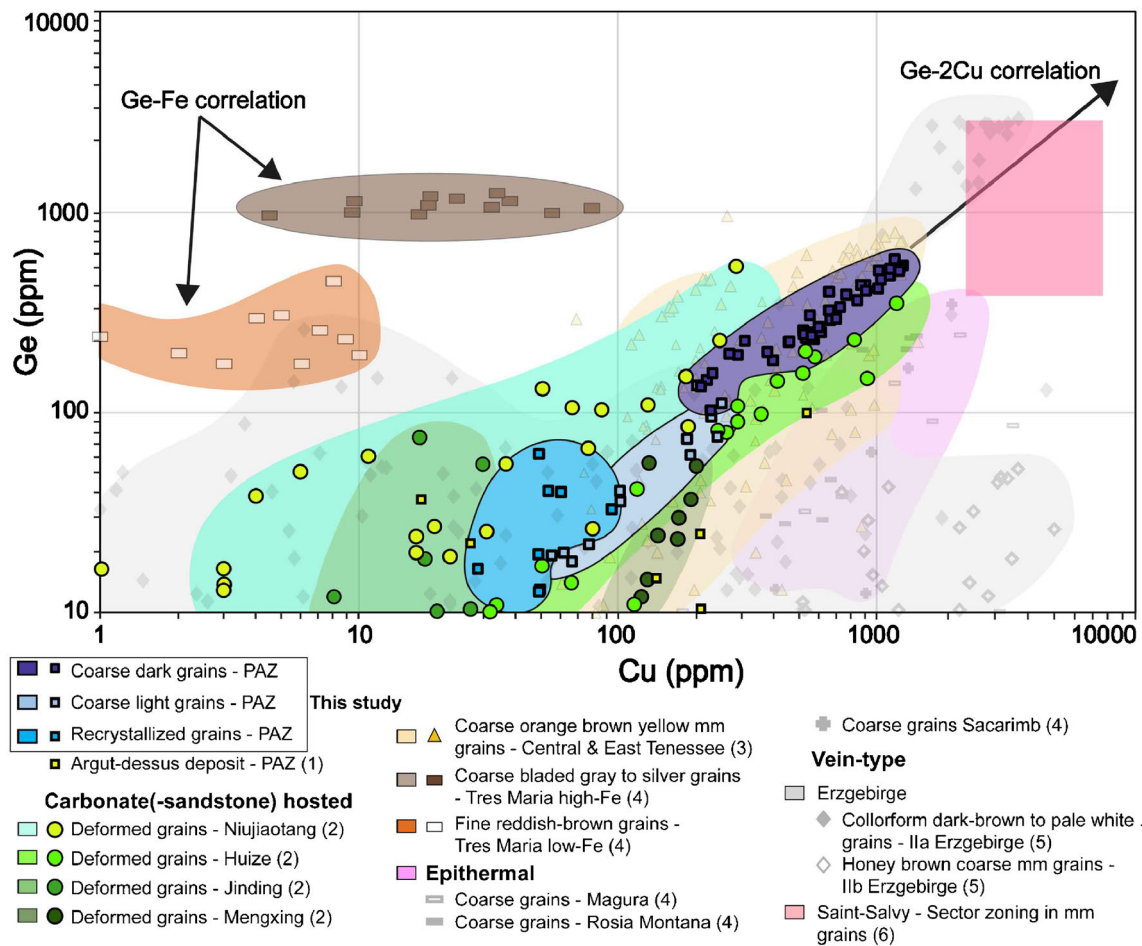 10000
Ge-2Cu correlation
Ge-Fe correlation
1000
Ge (ppm)
100
10
1
10
100
1000
10000
Cu (ppm)
Coarse dark grains - PAZ
Coarse light grains - PAZ
This study
Recrystallized grains - PAZ
Argut-dessus deposit - PAZ (1)
Carbonate(-sandstone) hosted
Deformed grains - Niujiaotang (2)
Deformed grains - Huize (2)
Deformed grains - Jinding (2)
Deformed grains - Mengxing (2)
Coarse orange brown yellow mm
grains - Central & East Tenessee (3)
Coarse bladed gray to silver grains
- Tres Maria high-Fe (4)
Fine reddish-brown grains -
Tres Maria low-Fe (4)
Epithermal
Coarse grains - Magura (4)
Coarse grains - Rosia Montana (4)
Coarse grains Sacarimb (4)
Vein-type
Erzgebirge
Collorform dark-brown to pale white
grains - IIa Erzgebirge (5)
Honey brown coarse mm grains -
IIb Erzgebirge (5)
Saint-Salvy - Sector zoning in mm
grains (6)